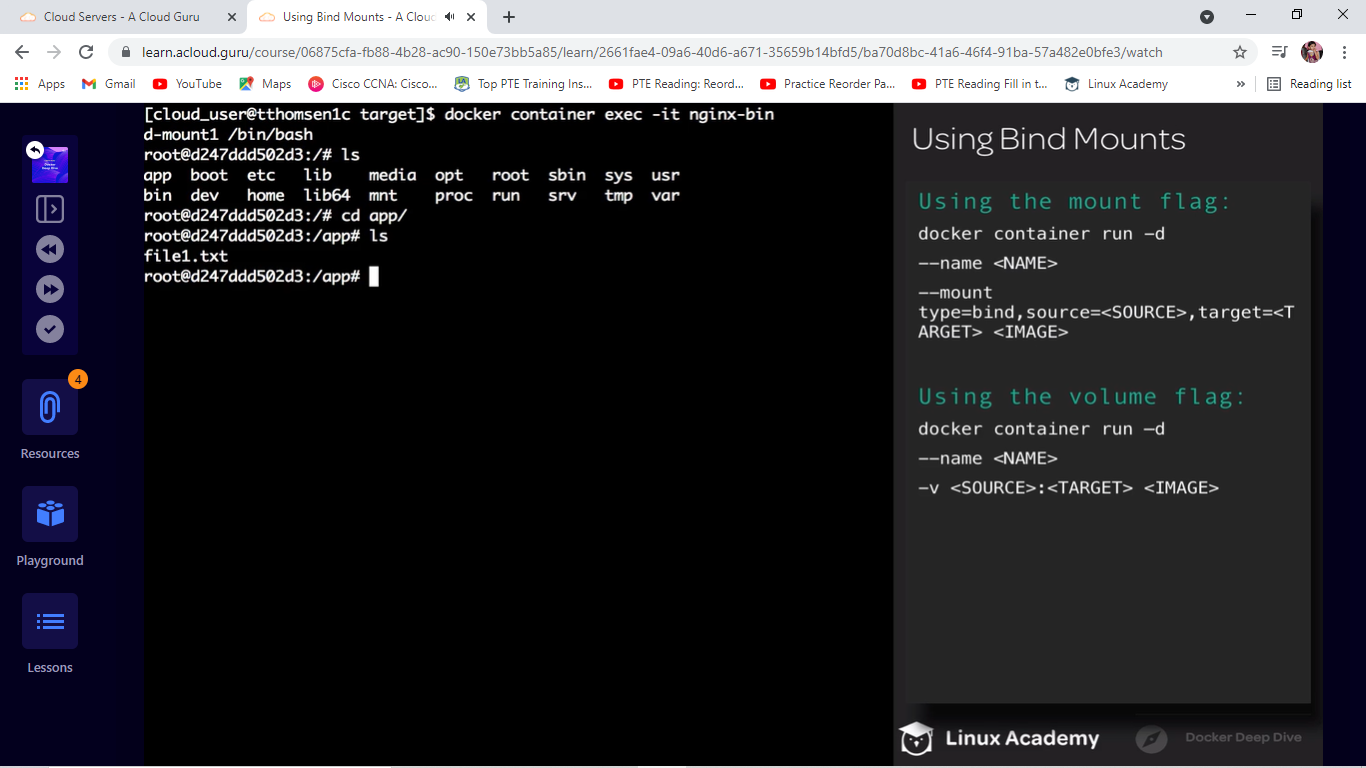 Cloud Servers - A Cloud Guru
Using Bind Mounts - A Clou
learn.acloud.guru/course/06875cfa-fb88-4b28-ac90-150e73bb5a85/learn/2661fae4-09a6-40d6-a671-35659b14bfd5/ba70d8bc-41a6-46f4-91ba-57a482e0bfe3/watch
Apps
Gmail
YouTube
Maps
Cisco CCNA: Cisco...
Top PTE Training Ins...
PTE Reading: Reord...
Practice Reorder Pa...
PTE Reading Fill in t...
Linux Academy
»
Reading list
4
Resources
Playground
Lessons
[cloud_user@tthomsen1c target]$ docker container exec -it nginx-bin
d-mount1 /bin/bash
root@d247ddd502d3:/# ls
app boot etc lib media opt root sbin sys usr
bin dev home lib64 mnt proc run srv tmp var
root@d247ddd502d3:/# cd app/
root@d247ddd502d3:/app# ls
file1.txt
root@d247ddd502d3:/app#
Using Bind Mounts
Using the mount flag:
docker container run –d
--name <NAME>
--mount
type=bind,source=<SOURCE>,target=<T
ARGET> <IMAGE>
Using the volume flag:
docker container run –d
--name <NAME>
-v <SOURCE>:<TARGET> <IMAGE>
Linux Academy
Docker Deep Dive